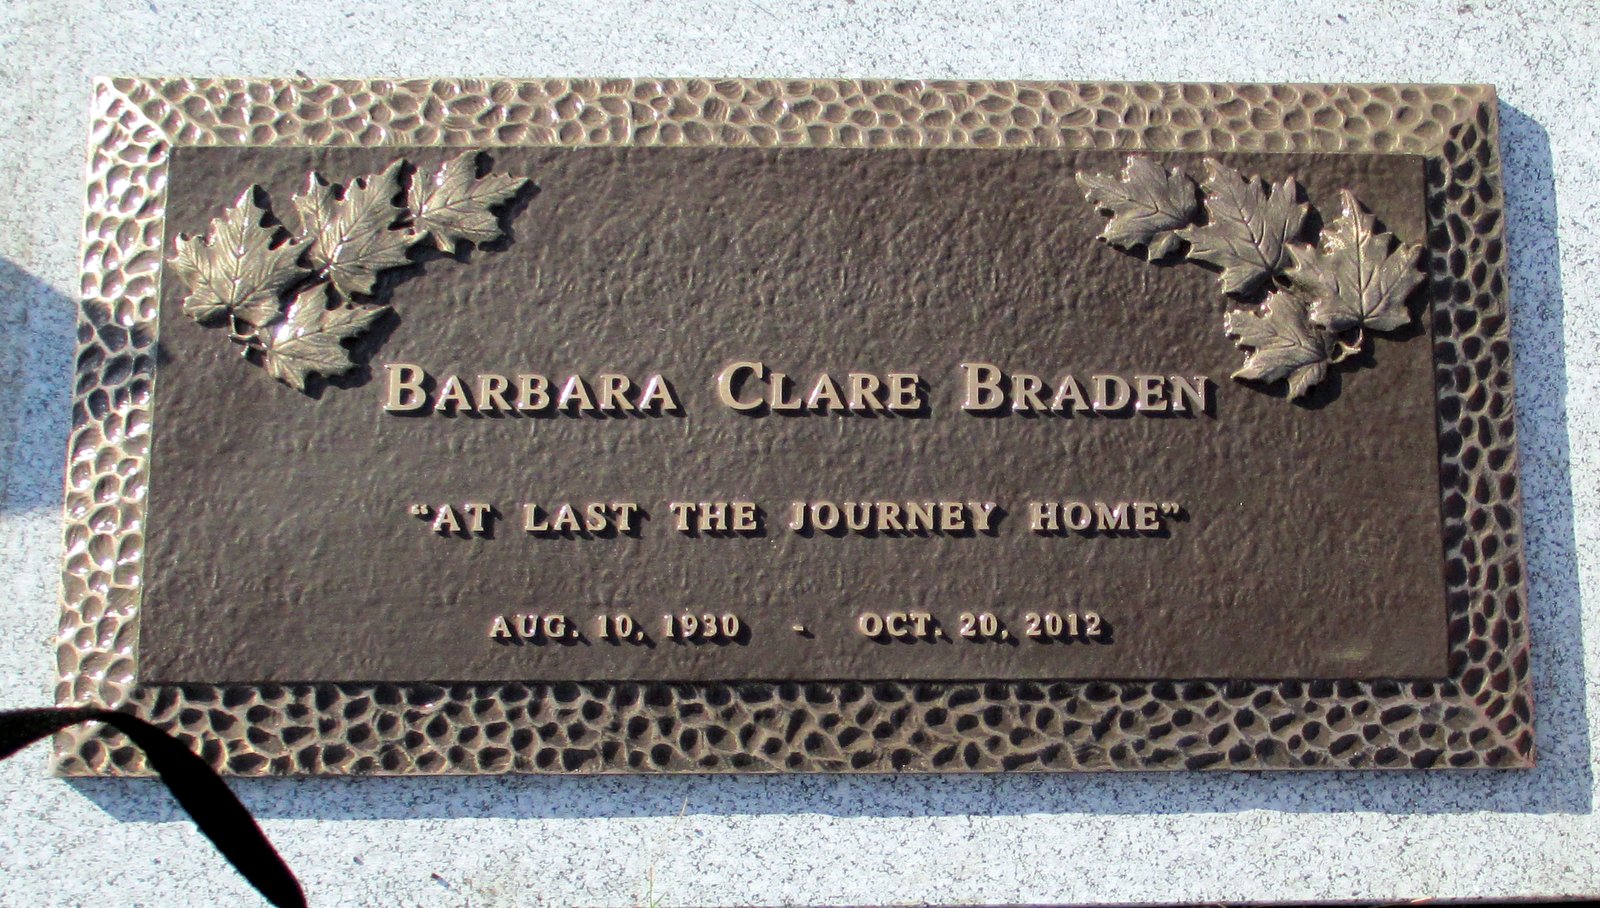 BARBARA CLARE BRADEN
“AT LAST THE JOURNEY HOME”
AUG. 10, 1930 - OCT. 20, 2012